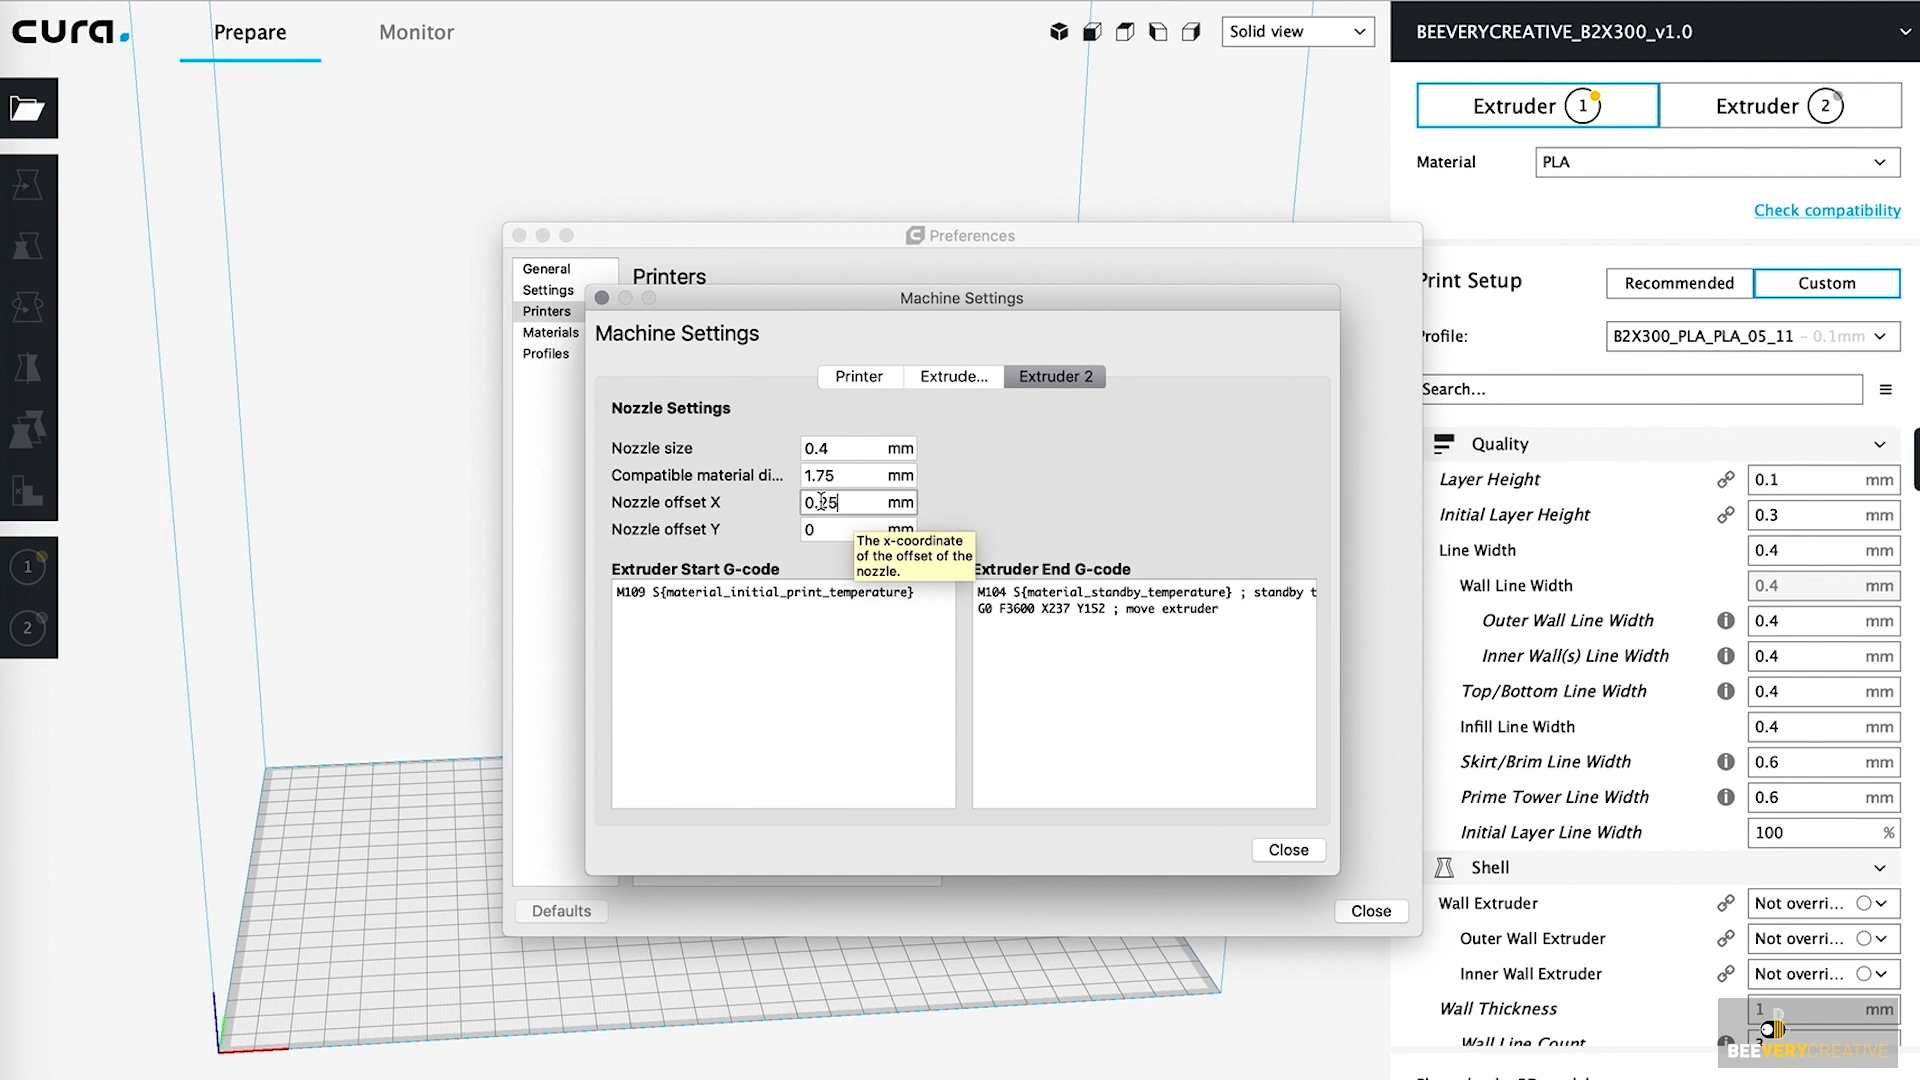 cura.
Prepare
Monitor
Solid view
BEEVERYCREATIVE_B2X300_v1.0
Extruder 1
Extruder 2
Material
PLA
Check compatibility
Print Setup
Recommended
Custom
Profile:
B2X300_PLA_PLA_05_11 - 0.1mm
Search...
Quality
Layer Height
0.1 mm
Initial Layer Height
0.3 mm
Line Width
0.4 mm
Wall Line Width
0.4 mm
Outer Wall Line Width
0.4 mm
Inner Wall(s) Line Width
0.4 mm
Top/Bottom Line Width
0.4 mm
Infill Line Width
0.4 mm
Skirt/Brim Line Width
0.6 mm
Prime Tower Line Width
0.6 mm
Initial Layer Line Width
100 %
Shell
Wall Extruder
Not overri...
Outer Wall Extruder
Not overri...
Inner Wall Extruder
Not overri...
Wall Thickness
1 mm
Wall Line Count
BEEVERYCREATIVE
1
2
Preferences
General
Settings
Printers
Materials
Profiles
Printers
Machine Settings
Machine Settings
Printer
Extrude...
Extruder 2
Nozzle Settings
Nozzle size
0.4 mm
Compatible material di...
1.75 mm
Nozzle offset X
mm
Nozzle offset Y
0 mm
The x-coordinate
of the offset of the
nozzle.
Extruder Start G-code
M109 S{material_initial_print_temperature}
Extruder End G-code
M104 S{material_standby_temperature} ; standby t
G0 F3600 X237 Y152 ; move extruder
Close
Defaults
Close